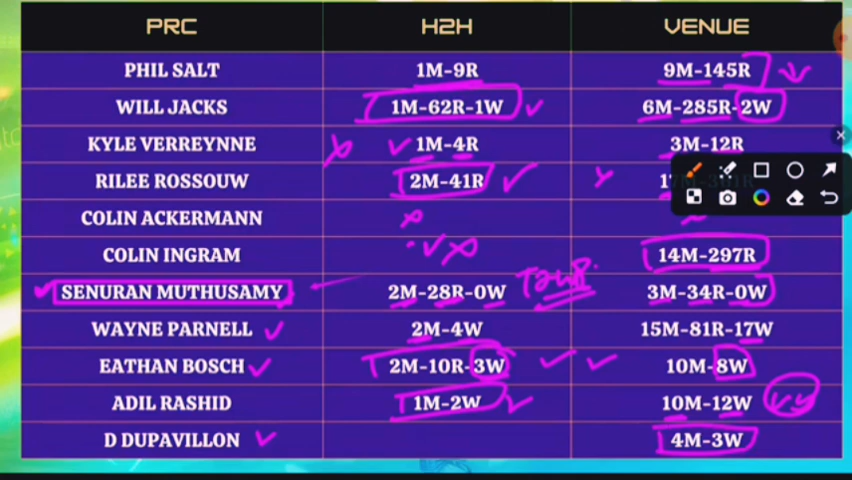 PRC H2H VENUE
PHIL SALT 1M-9R 9M-145R
WILL JACKS 1M-62R-1W 6M-285R-2W
KYLE VERREYNNE 1M-4R 3M-12R
RILEE ROSSOUW 2M-41R
COLIN ACKERMANN
COLIN INGRAM 14M-297R
SENURAN MUTHUSAMY 2M-28R-0W 3M-34R-0W
WAYNE PARNELL 2M-4W 15M-81R-17W
EATHAN BOSCH 2M-10R-3W 10M-8W
ADIL RASHID 1M-2W 10M-12W
D DUPAVILLON 4M-3W